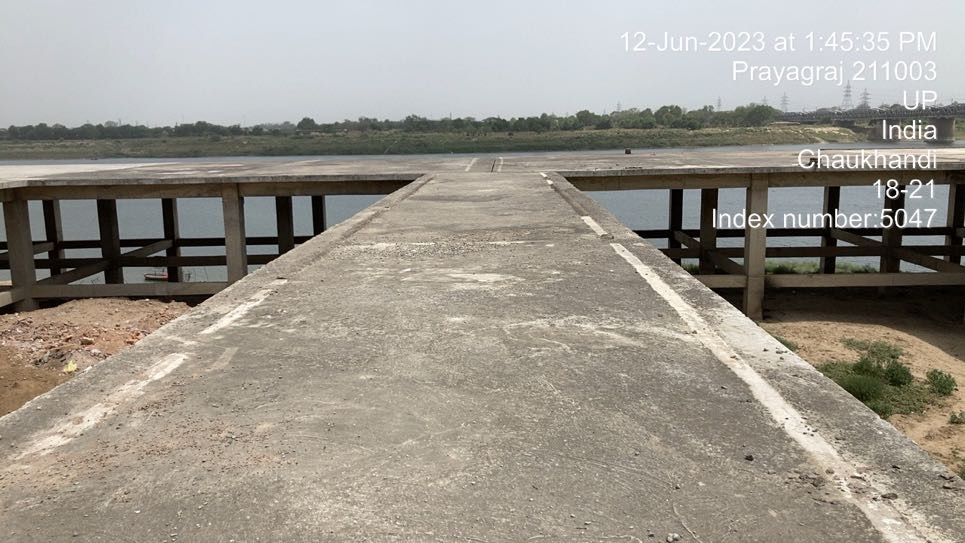 12-Jun-2023 at 1:45:35 PM
Prayagraj 211003
UP
India
Chaukhandi
18-21
Index number:5047